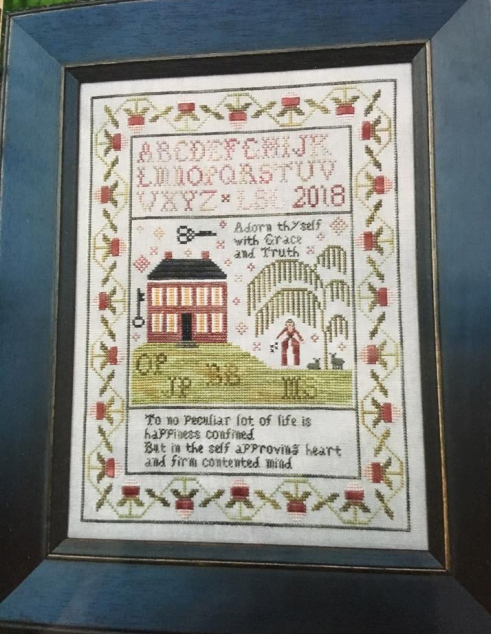 ABCDEFGHIJK
LMNOPQRSTUV
WXYZ × LBG 2018
Adorn thyself
with Grace
and Truth
OP
JP
BB
MS
To no Peculiar lot of life is
haPPiness confined
But in the self approving heart
and firm contented mind